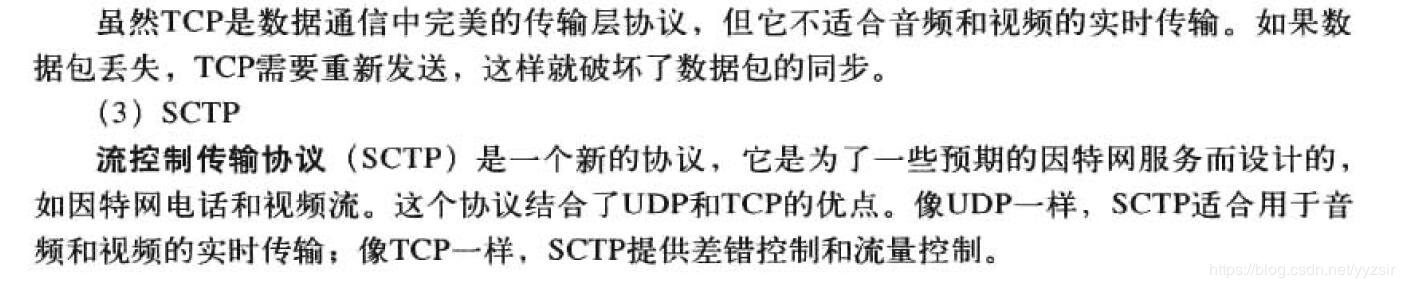 虽然TCP是数据通信中完美的传输层协议，但它不适合音频和视频的实时传输。如果数
据包丢失，TCP需要重新发送，这样就破坏了数据包的同步。
（3）SCTP
流控制传输协议（SCTP）是一个新的协议，它是为了一些预期的因特网服务而设计的，
如因特网电话和视频流。这个协议结合了UDP和TCP的优点。像UDP一样，SCTP适合用于音
频和视频的实时传输；像TCP一样，SCTP提供差错控制和流量控制。
https://blog.csdn.net/yyzsir